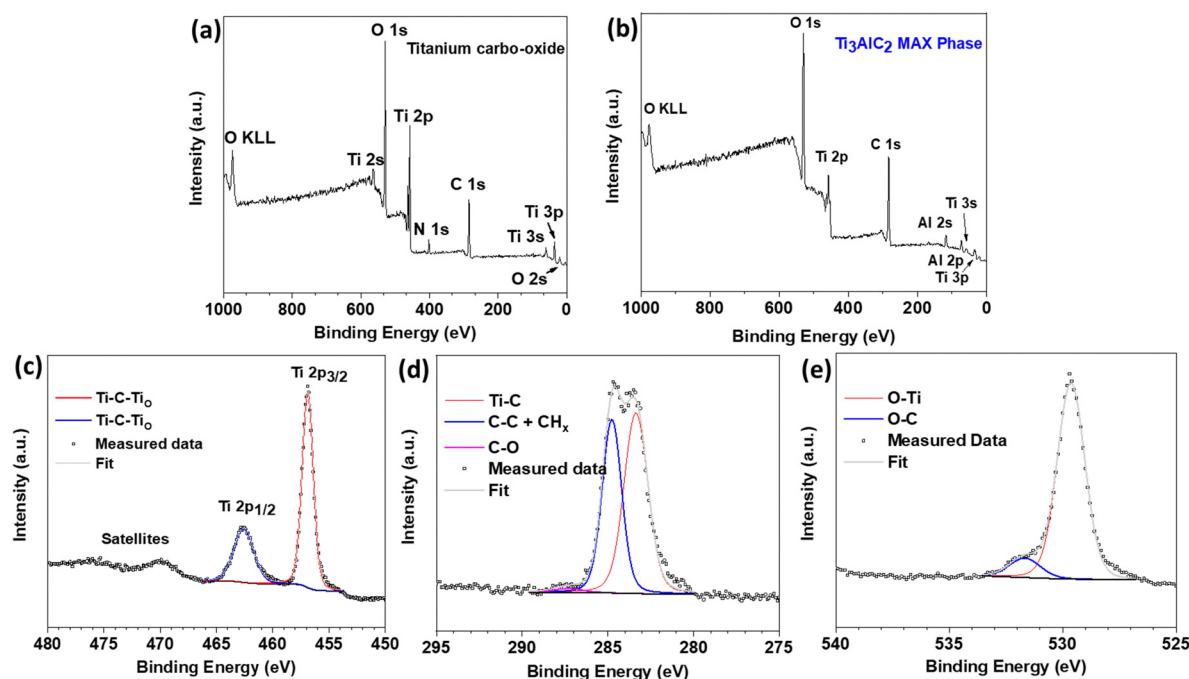 (a)
Titanium carbo-oxide
O 1s
O KLL
Ti 2s
Ti 2p
N 1s
C 1s
Ti 3s
Ti 3p
O 2s
Intensity (a.u.)
1000 800 600 400 200 0
Binding Energy (eV)
(b)
Ti₃AlC₂ MAX Phase
O 1s
O KLL
Ti 2p
C 1s
Al 2s
Ti 3s
Al 2p
Ti 3p
Intensity (a.u.)
1000 800 600 400 200 0
Binding Energy (eV)
(c)
Ti 2p₃/₂
Ti-C-Ti₀
Ti-C-Ti₀
Measured data
Fit
Ti 2p₁/₂
Satellites
Intensity (a.u.)
480 470 465 460 455 450
Binding Energy (eV)
(d)
Ti-C
C-C + CHₓ
C-O
Measured data
Fit
Intensity (a.u.)
295 290 285 280 275
Binding Energy (eV)
(e)
O-Ti
O-C
Measured Data
Fit
Intensity (a.u.)
540 535 530 525
Binding Energy (eV)